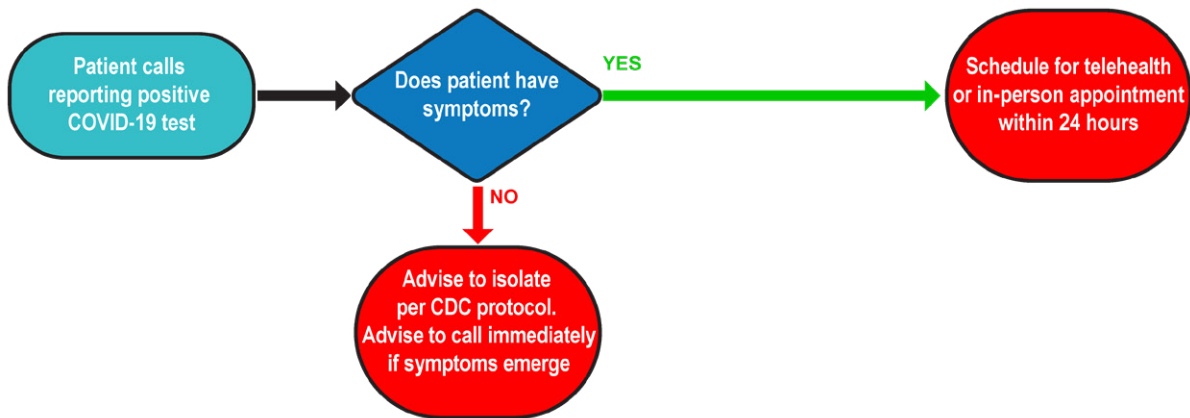 Patient calls
reporting positive
COVID-19 test
Does patient have
symptoms?
YES
Schedule for telehealth
or in-person appointment
within 24 hours
NO
Advise to isolate
per CDC protocol.
Advise to call immediately
if symptoms emerge